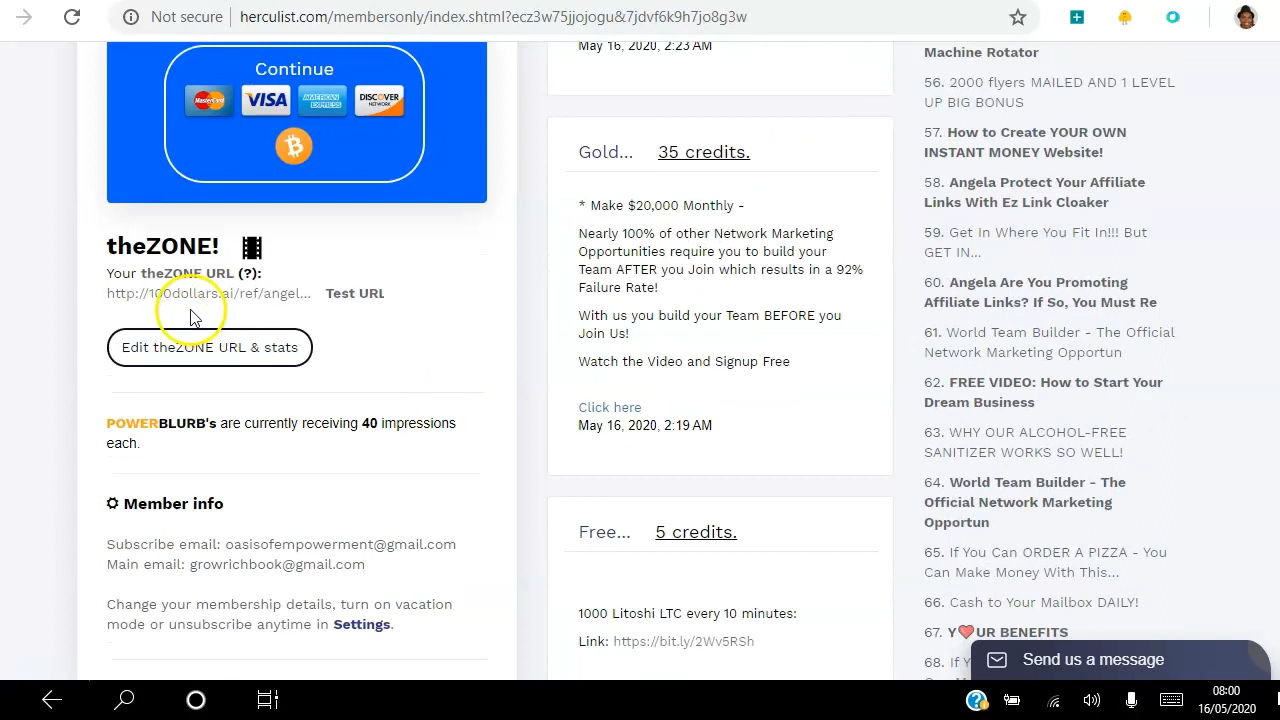 Not secure
herculist.com/membersonly/index.shtml?ecz3w75jjojogu&7jdvf6k9h7jo8g3w
Continue
MasterCard
VISA
AMERICAN EXPRESS
DISCOVER
NETWORK
theZONE!
Your theZONE URL (?):
http://100dollars.ai/ref/angel... Test URL
Edit theZONE URL & stats
POWERBLURB's are currently receiving 40 impressions
each.
Member info
Subscribe email: oasisofempowerment@gmail.com
Main email: growrichbook@gmail.com
Change your membership details, turn on vacation
mode or unsubscribe anytime in Settings.
May 16, 2020, 2:23 AM
Gold... 35 credits.
* Make $20,000 Monthly -
Nearly 100% of other Network Marketing
Opportunities require you to build your
Team AFTER you Join which results in a 92%
Failure Rate!
With us you build your Team BEFORE you
Join Us!
Watch the Video and Signup Free
Click here
May 16, 2020, 2:19 AM
Free... 5 credits.
1000 Litoshi LTC every 10 minutes:
Link: https://bit.ly/2Wv5RSh
Machine Rotator
56. 2000 flyers MAILED AND 1 LEVEL
UP BIG BONUS
57. How to Create YOUR OWN
INSTANT MONEY Website!
58. Angela Protect Your Affiliate
Links With Ez Link Cloaker
59. Get In Where You Fit In!!! But
GET IN...
60. Angela Are You Promoting
Affiliate Links? If So, You Must Re
61. World Team Builder - The Official
Network Marketing Opportun
62. FREE VIDEO: How to Start Your
Dream Business
63. WHY OUR ALCOHOL-FREE
SANITIZER WORKS SO WELL!
64. World Team Builder - The
Official Network Marketing
Opportun
65. If You Can ORDER A PIZZA - You
Can Make Money With This...
66. Cash to Your Mailbox DAILY!
67. Y❤️UR BENEFITS
68. If Y
Send us a message
08:00
16/05/2020